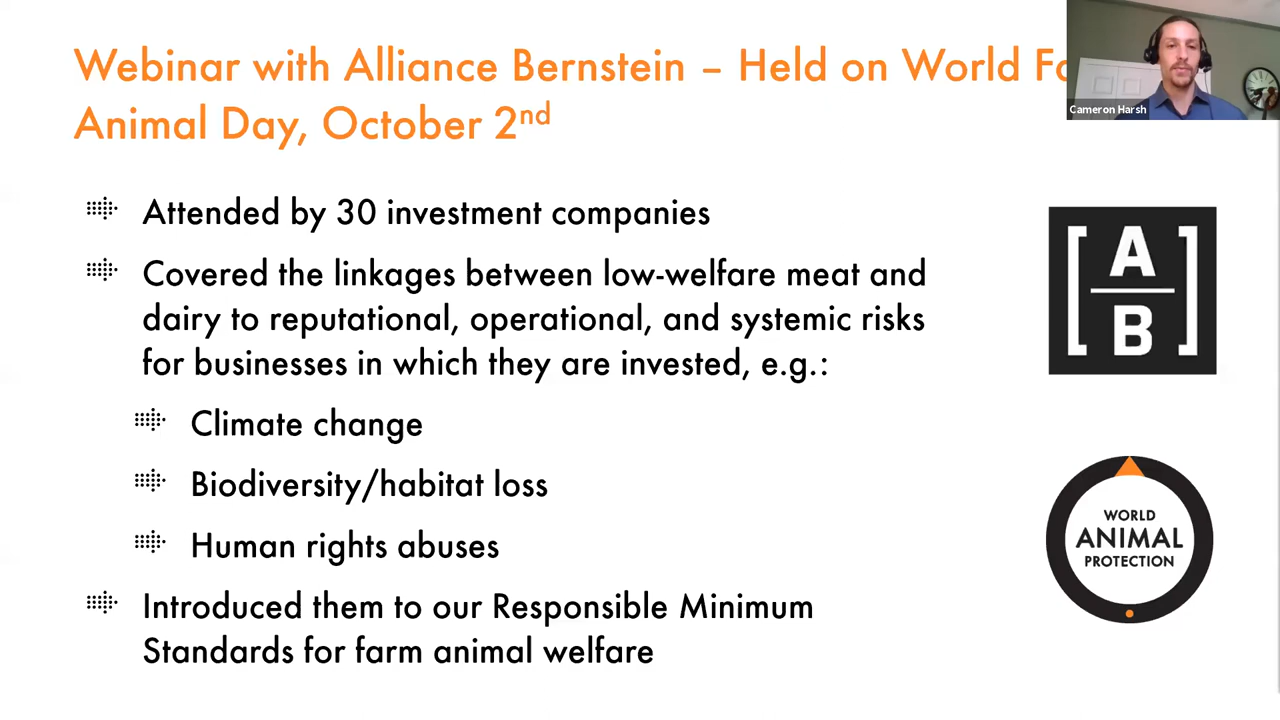 Webinar with Alliance Bernstein – Held on World
Animal Day, October 2nd
Cameron Harsh
Attended by 30 investment companies
Covered the linkages between low-welfare meat and
dairy to reputational, operational, and systemic risks
for businesses in which they are invested, e.g.:
Climate change
Biodiversity/habitat loss
Human rights abuses
Introduced them to our Responsible Minimum
Standards for farm animal welfare
[A
B]
WORLD
ANIMAL
PROTECTION